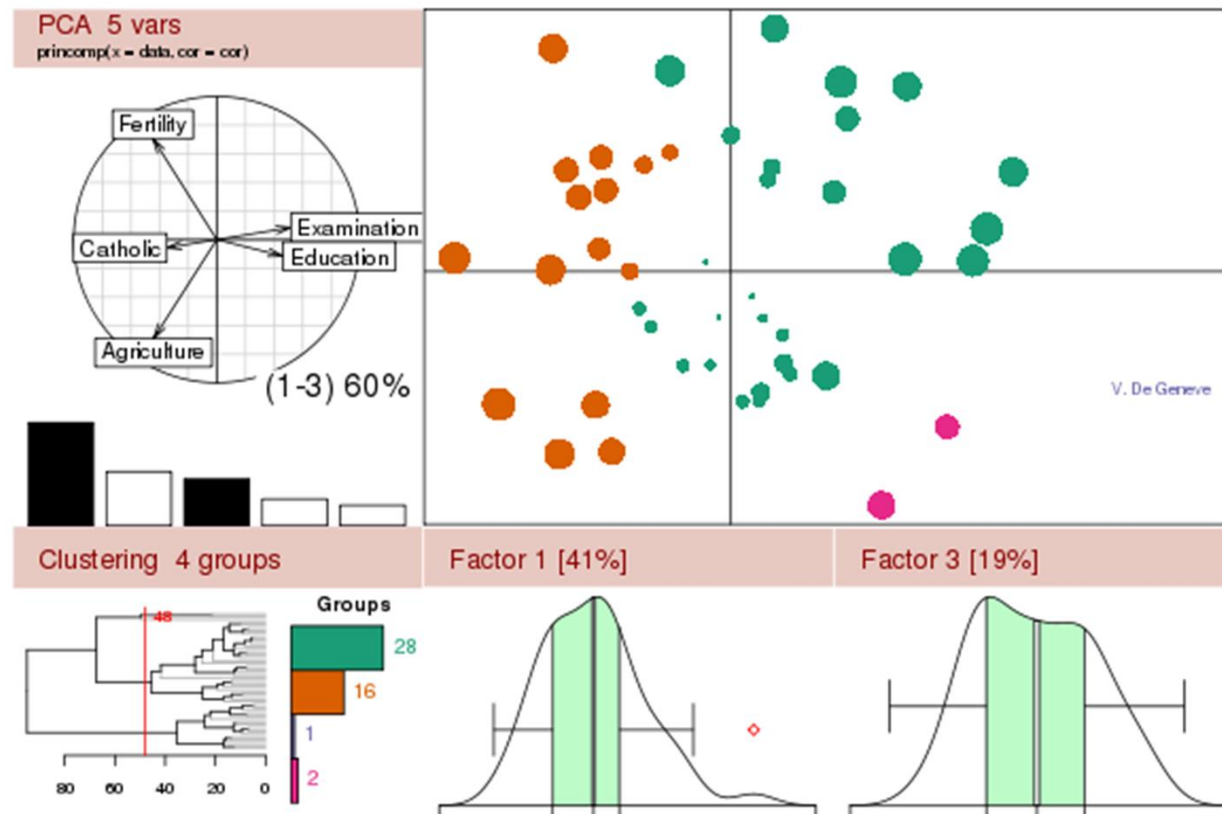 PCA 5 vars
princomp(x = data, cor = cor)
Fertility
Examination
Catholic
Education
Agriculture
(1-3) 60%
V. De Geneve
Clustering 4 groups
Factor 1 [41%]
Factor 3 [19%]
48
Groups
28
16
1
2
80 60 40 20 0